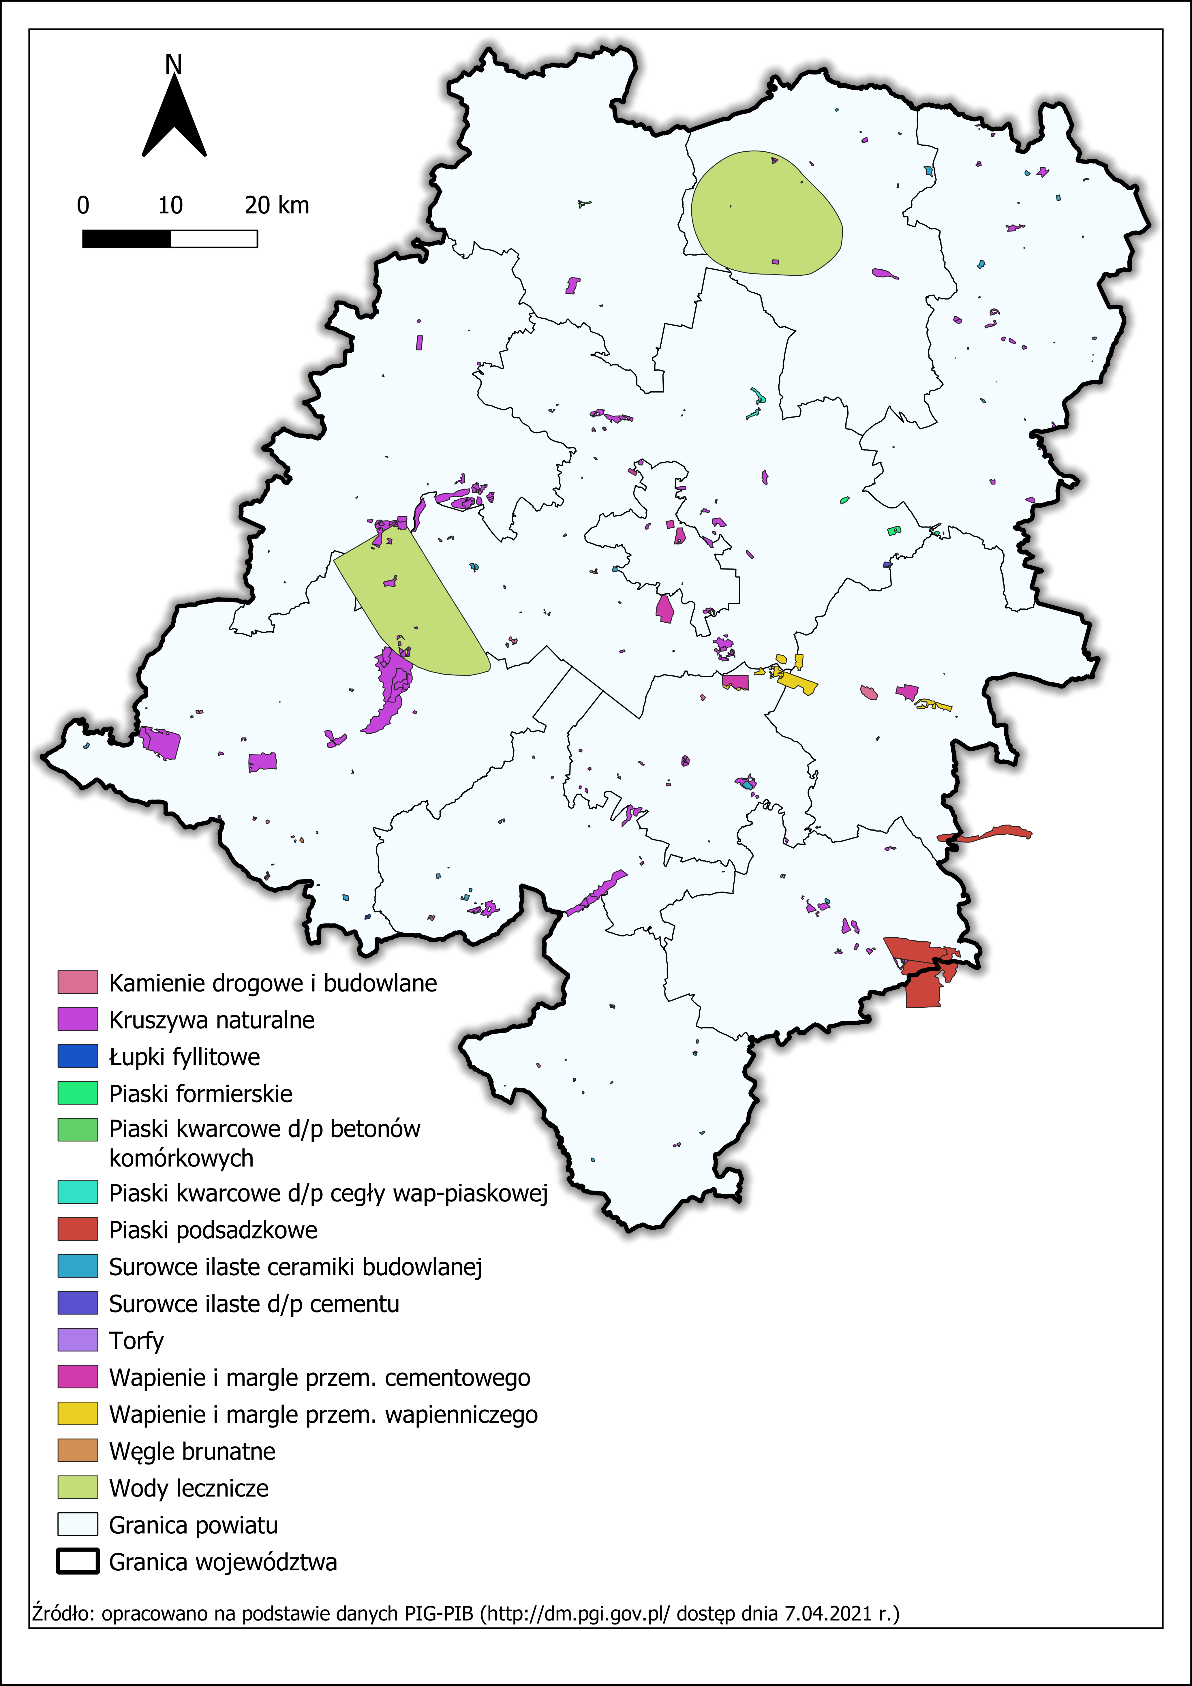 N
0 10 20 km
Kamienie drogowe i budowlane
Kruszywa naturalne
Łupki fyllitowe
Piaski formierskie
Piaski kwarcowe d/p betonów
komórkowych
Piaski kwarcowe d/p cegły wap-piaskowej
Piaski podsadzkowe
Surowce ilaste ceramiki budowlanej
Surowce ilaste d/p cementu
Torfy
Wapienie i margle przem. cementowego
Wapienie i margle przem. wapienniczego
Węgle brunatne
Wody lecznicze
Granica powiatu
Granica województwa
Źródło: opracowano na podstawie danych PIG-PIB (http://dm.pgi.gov.pl/ dostęp dnia 7.04.2021 r.)